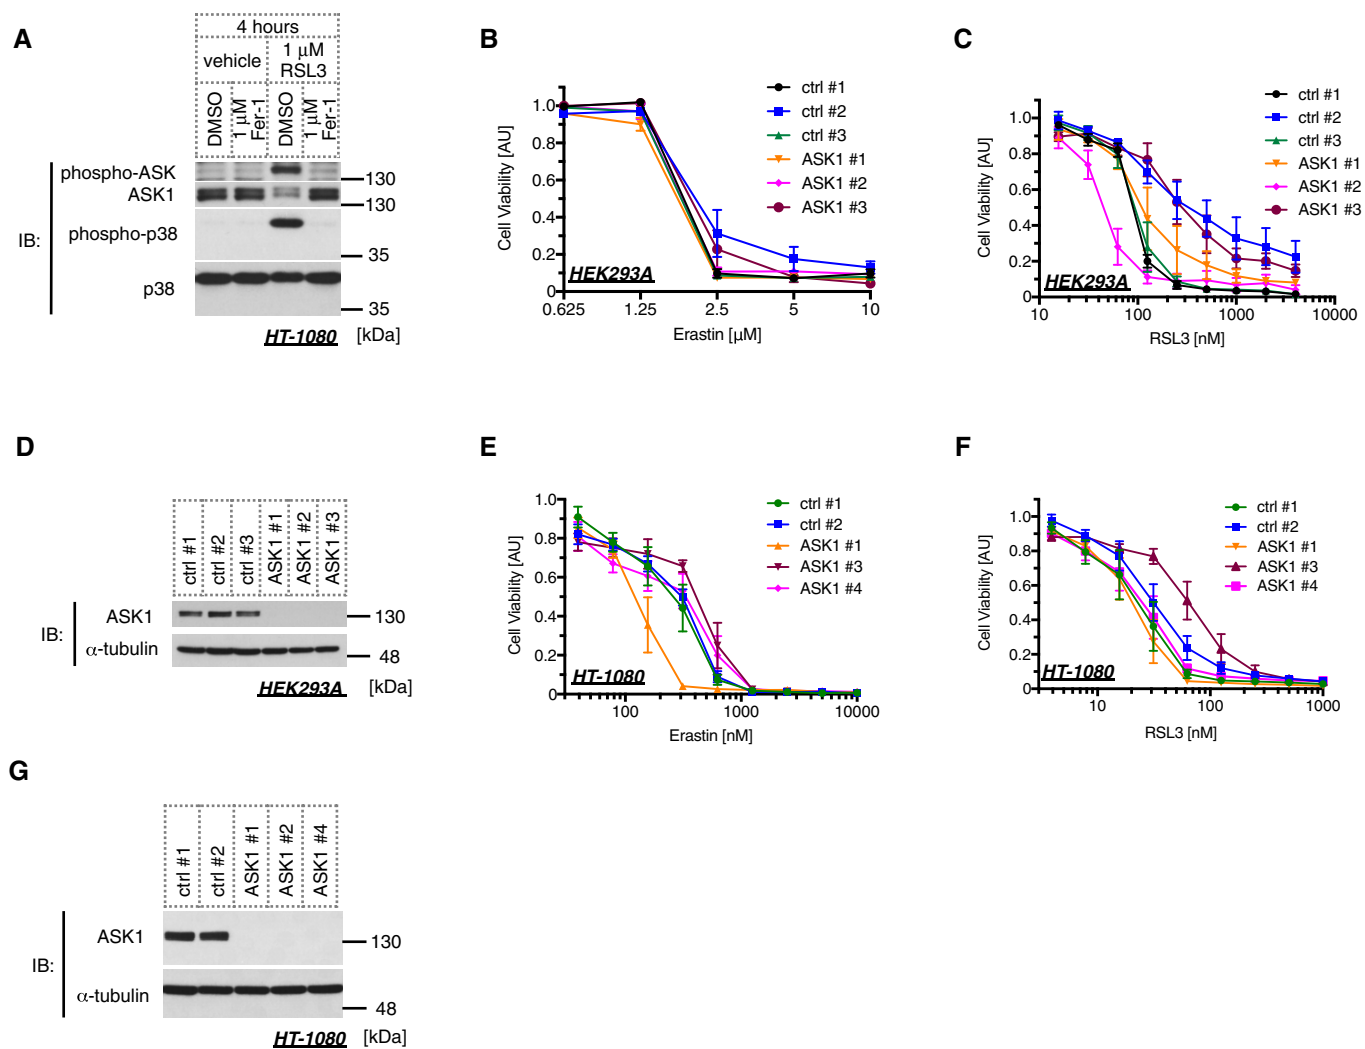 A
4 hours
vehicle
1 μM
RSL3
DMSO
1 μM
Fer-1
DMSO
1 μM
Fer-1
phospho-ASK
130
ASK1
130
IB:
phospho-p38
35
p38
35
HT-1080
[kDa]
B
Cell Viability [AU]
1.0
0.8
0.6
0.4
0.2
0
0.625
1.25
2.5
5
10
Erastin [μM]
HEK293A
ctrl #1
ctrl #2
ctrl #3
ASK1 #1
ASK1 #2
ASK1 #3
C
Cell Viability [AU]
1.0
0.8
0.6
0.4
0.2
0
10
100
1000
10000
RSL3 [nM]
HEK293A
ctrl #1
ctrl #2
ctrl #3
ASK1 #1
ASK1 #2
ASK1 #3
D
ctrl #1
ctrl #2
ctrl #3
ASK1 #1
ASK1 #2
ASK1 #3
IB:
ASK1
130
α-tubulin
48
HEK293A
[kDa]
E
Cell Viability [AU]
1.0
0.8
0.6
0.4
0.2
0
100
1000
10000
Erastin [nM]
HT-1080
ctrl #1
ctrl #2
ASK1 #1
ASK1 #3
ASK1 #4
F
Cell Viability [AU]
1.0
0.8
0.6
0.4
0.2
0
10
100
1000
RSL3 [nM]
HT-1080
ctrl #1
ctrl #2
ASK1 #1
ASK1 #3
ASK1 #4
G
ctrl #1
ctrl #2
ASK1 #1
ASK1 #2
ASK1 #4
IB:
ASK1
130
α-tubulin
48
HT-1080
[kDa]